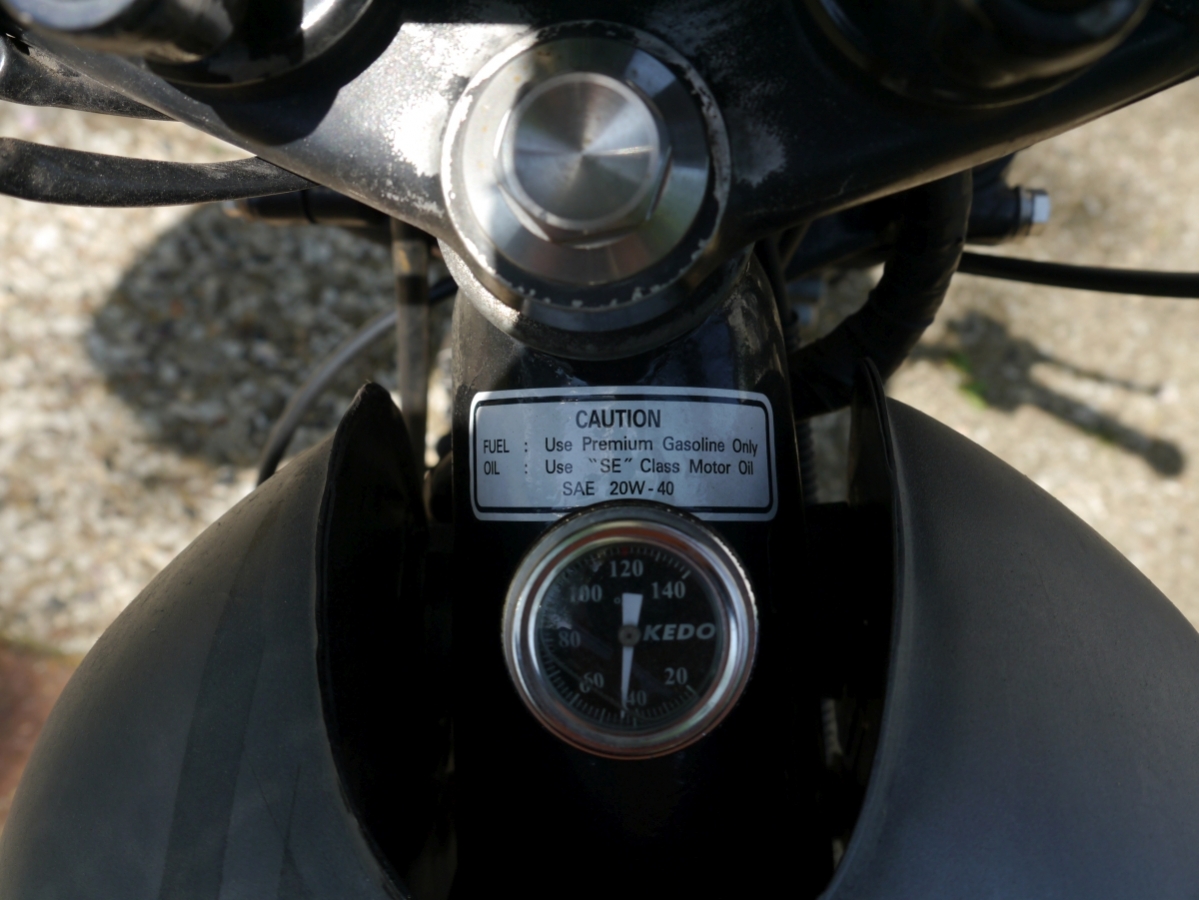 CAUTION
FUEL : Use Premium Gasoline Only
OIL : Use "SE" Class Motor Oil
SAE 20W-40
120
100 140
80 KEDO
60 20
40